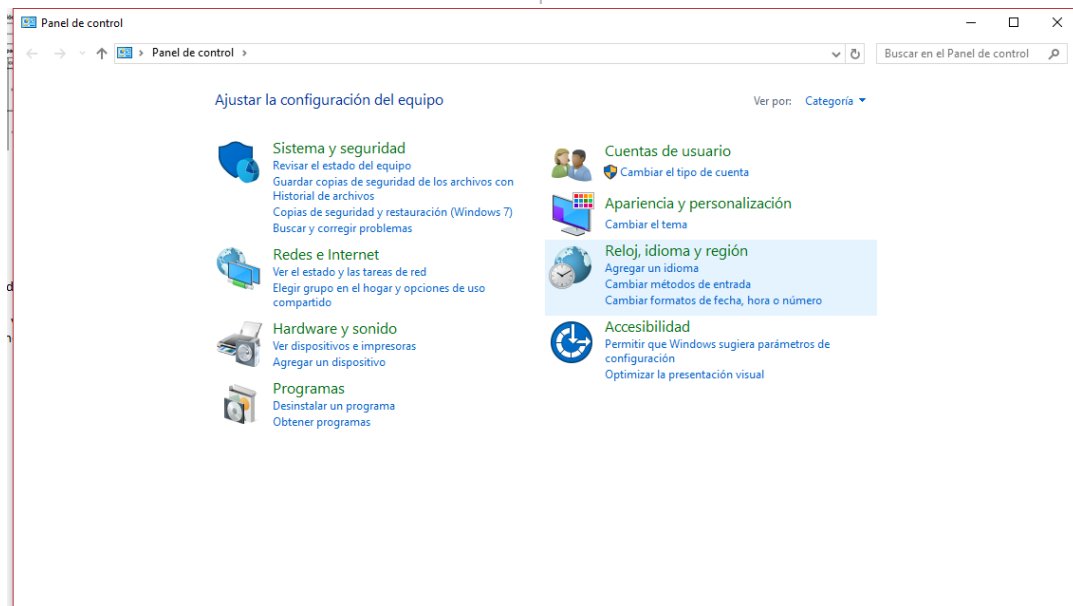 Panel de control
Panel de control
Buscar en el Panel de control
Ajustar la configuración del equipo
Ver por: Categoría
Sistema y seguridad
Revisar el estado del equipo
Guardar copias de seguridad de los archivos con
Historial de archivos
Copias de seguridad y restauración (Windows 7)
Buscar y corregir problemas
Redes e Internet
Ver el estado y las tareas de red
Elegir grupo en el hogar y opciones de uso
compartido
Hardware y sonido
Ver dispositivos e impresoras
Agregar un dispositivo
Programas
Desinstalar un programa
Obtener programas
Cuentas de usuario
Cambiar el tipo de cuenta
Apariencia y personalización
Cambiar el tema
Reloj, idioma y región
Agregar un idioma
Cambiar métodos de entrada
Cambiar formatos de fecha, hora o número
Accesibilidad
Permitir que Windows sugiera parámetros de
configuración
Optimizar la presentación visual